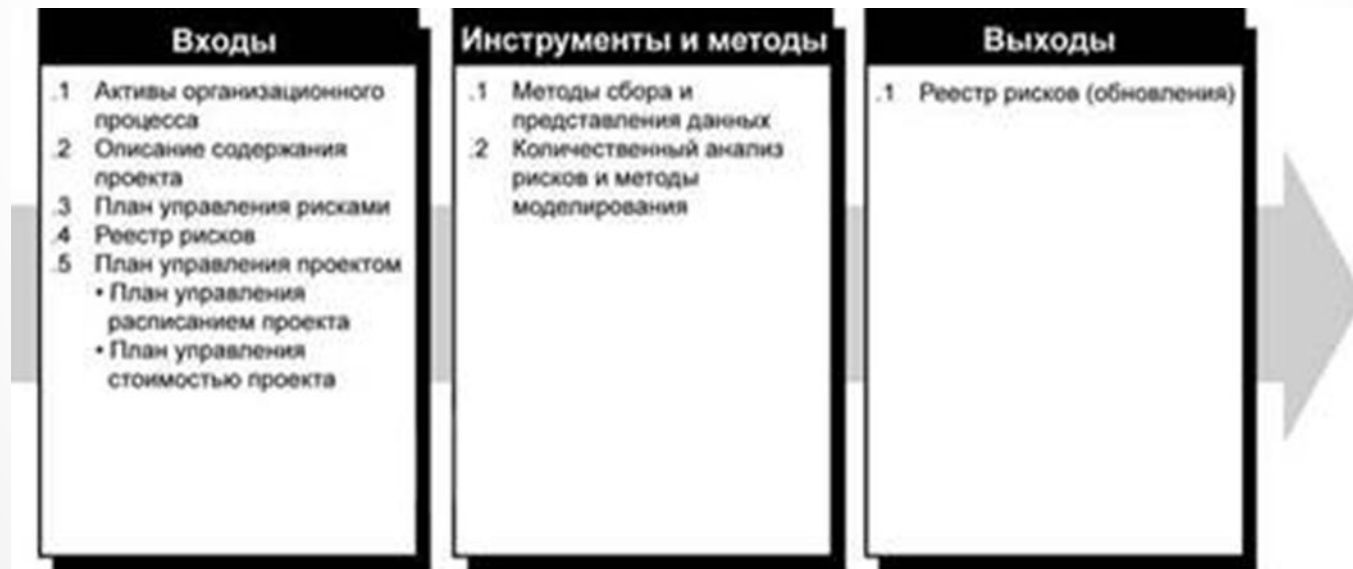 Входы
.1 Активы организационного
процесса
.2 Описание содержания
проекта
.3 План управления рисками
.4 Реестр рисков
.5 План управления проектом
• План управления
расписанием проекта
• План управления
стоимостью проекта
Инструменты и методы
.1 Методы сбора и
представления данных
.2 Количественный анализ
рисков и методы
моделирования
Выходы
.1 Реестр рисков (обновления)